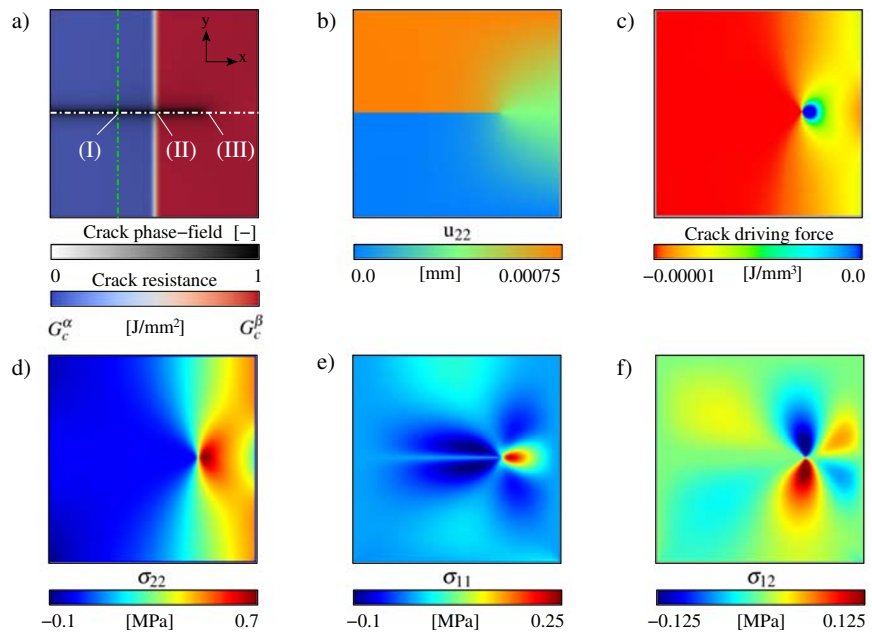 a)
y
x
(I) (II) (III)
Crack phase−field [−]
0 1
Crack resistance
G_c^α [J/mm²] G_c^β
b)
u₂₂
0.0 [mm] 0.00075
c)
Crack driving force
−0.00001 [J/mm³] 0.0
d)
σ₂₂
−0.1 [MPa] 0.7
e)
σ₁₁
−0.1 [MPa] 0.25
f)
σ₁₂
−0.125 [MPa] 0.125